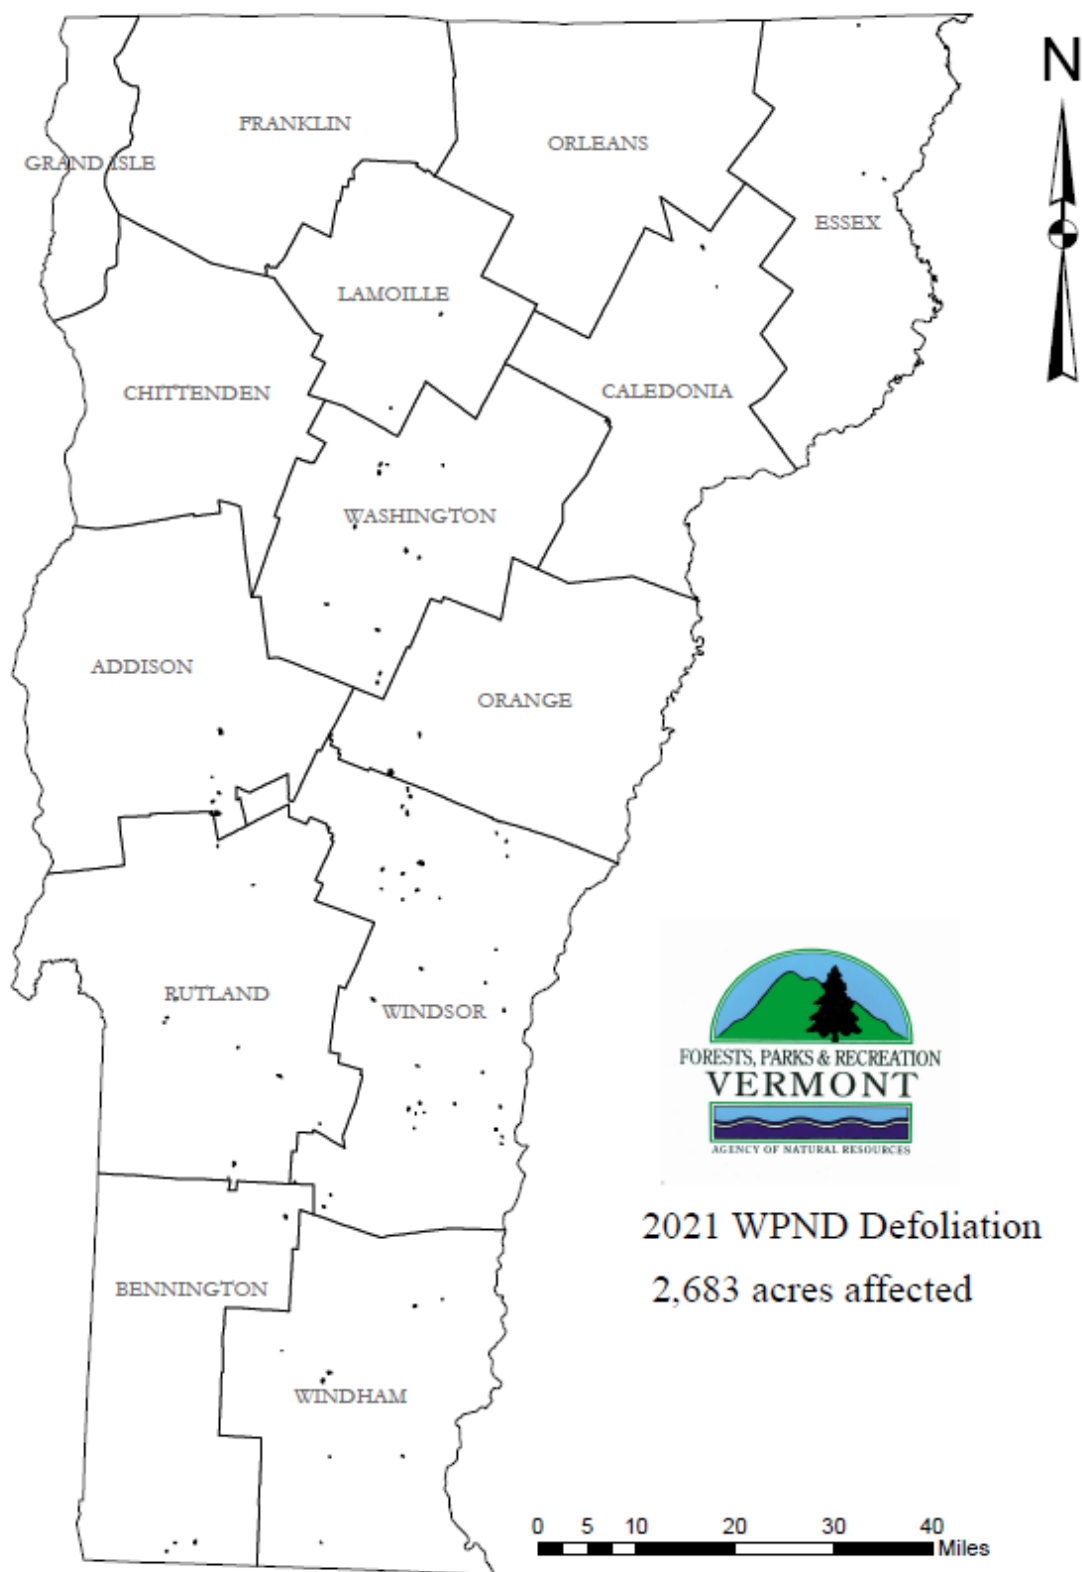 N
FRANKLIN
ORLEANS
GRAND ISLE
ESSEX
LAMOILLE
CHITTENDEN
CALEDONIA
WASHINGTON
ADDISON
ORANGE
RUTLAND
WINDSOR
FORESTS, PARKS & RECREATION
VERMONT
AGENCY OF NATURAL RESOURCES
2021 WPND Defoliation
2,683 acres affected
BENNINGTON
WINDHAM
0 5 10 20 30 40
Miles